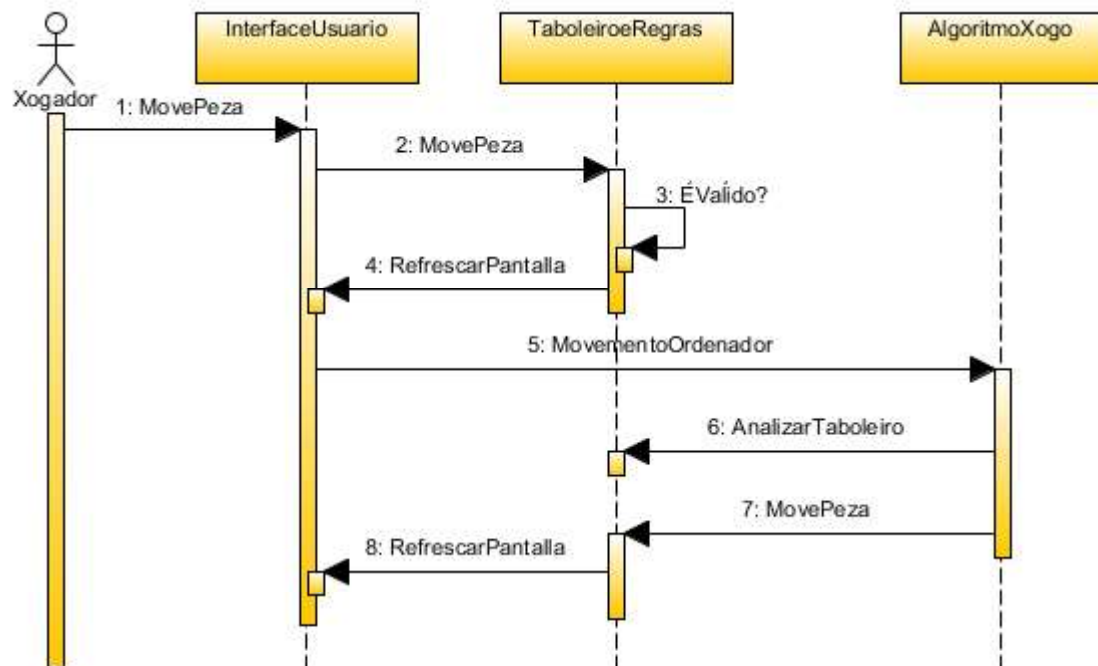 InterfaceUsuario
TaboleiroeRegras
AlgoritmoXogo
Xogador
1: MovePeza
2: MovePeza
3: ÉValído?
4: RefrescarPantalla
5: MovementoOrdenador
6: AnalizarTaboleiro
7: MovePeza
8: RefrescarPantalla